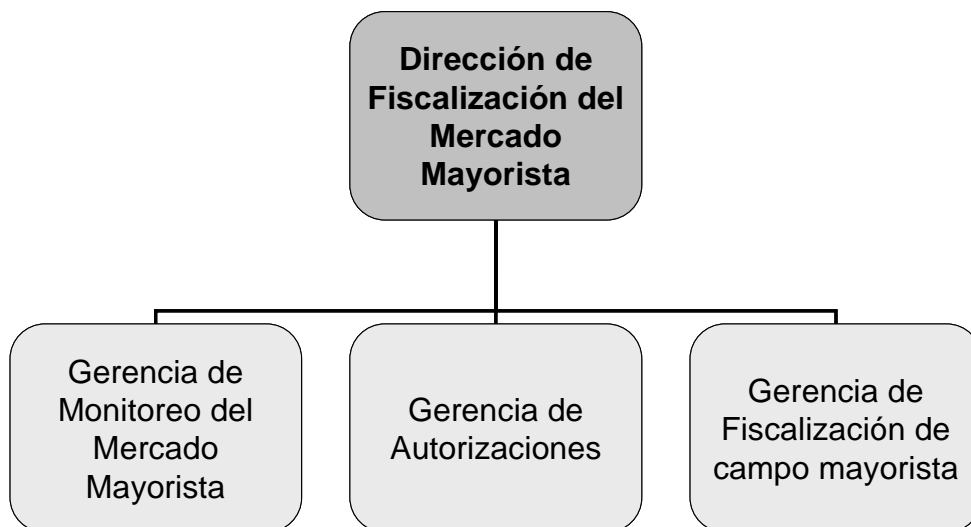 Dirección de
Fiscalización del
Mercado
Mayorista
Gerencia de
Monitoreo del
Mercado
Mayorista
Gerencia de
Autorizaciones
Gerencia de
Fiscalización de
campo mayorista